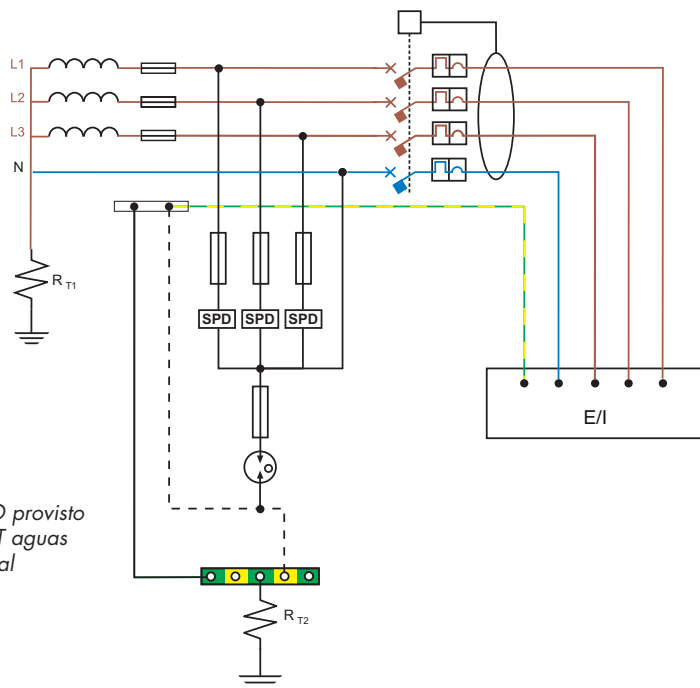 L1
L2
L3
N
R T1
SPD SPD SPD
E/I
provisto
T aguas
al
R T2